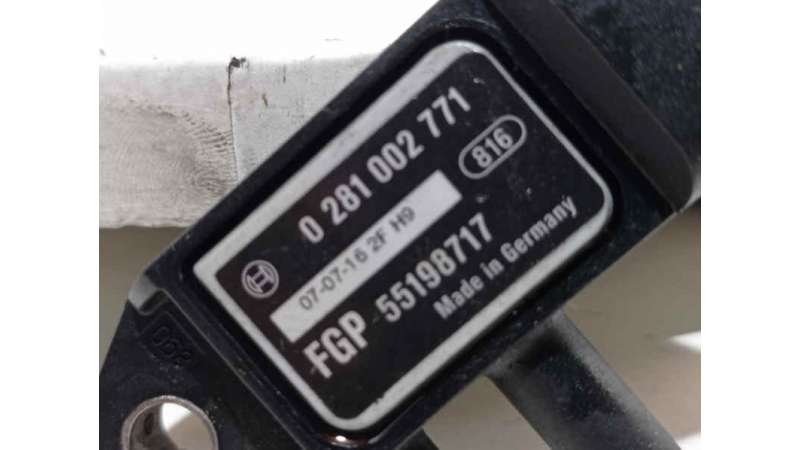 0 281 002 771
816
07-07-16 2F H9
FGP 55198717
Made in Germany